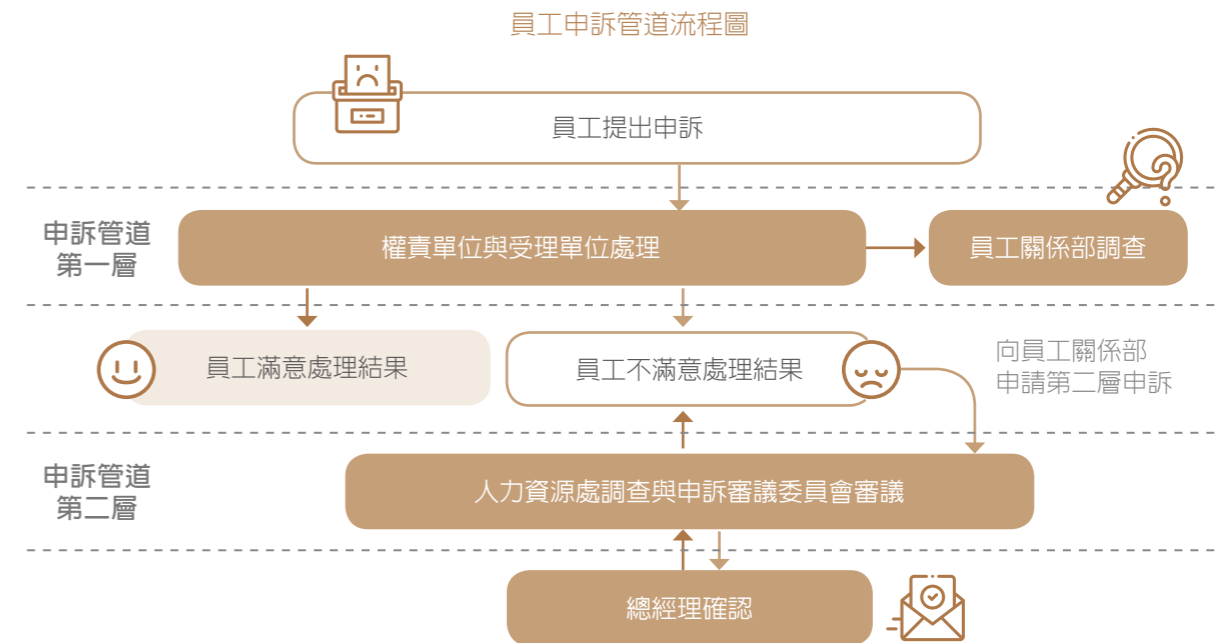 員工申訴管道流程圖
員工提出申訴
申訴管道
第一層
權責單位與受理單位處理
員工關係部調查
員工滿意處理結果
員工不滿意處理結果
向員工關係部
申請第二層申訴
申訴管道
第二層
人力資源處調查與申訴審議委員會審議
總經理確認